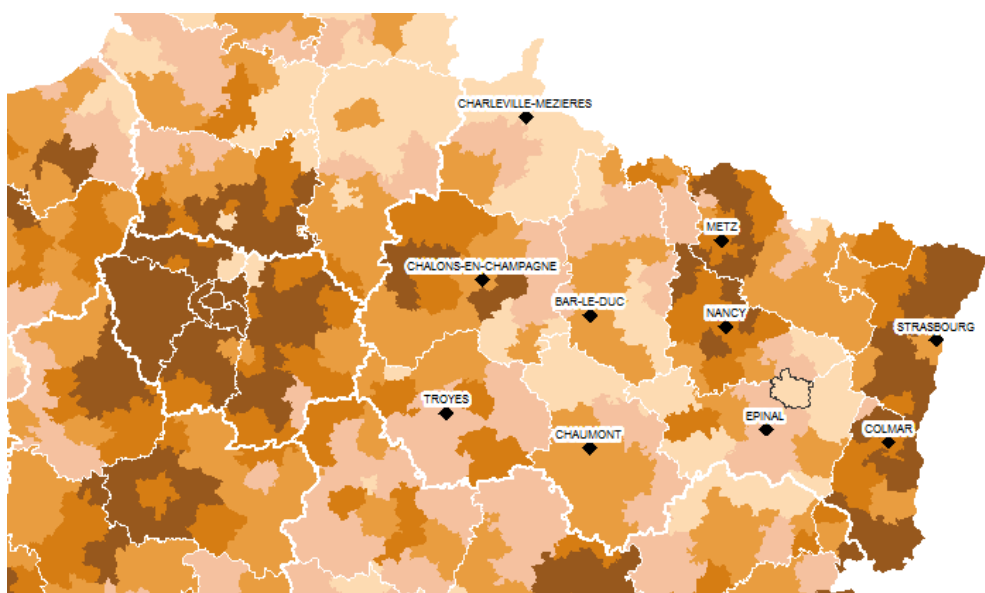 CHARLEVILLE-MEZIERES
METZ
CHALONS-EN-CHAMPAGNE
BAR-LE-DUC
NANCY
STRASBOURG
TROYES
EPINAL
COLMAR
CHAUMONT